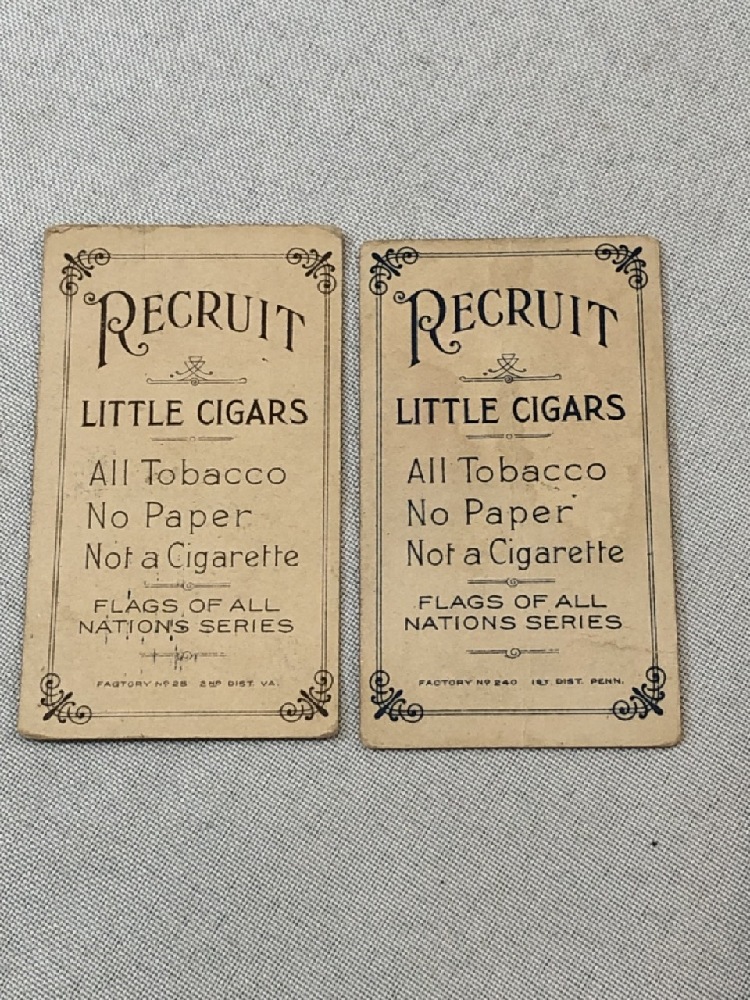 RECRUIT
LITTLE CIGARS
All Tobacco
No Paper
Not a Cigarette
FLAGS OF ALL
NATIONS SERIES
FACTORY Nº 25 2ND DIST. VA.
RECRUIT
LITTLE CIGARS
All Tobacco
No Paper
Not a Cigarette
FLAGS OF ALL
NATIONS SERIES
FACTORY Nº 240 1ST. DIST. PENN.